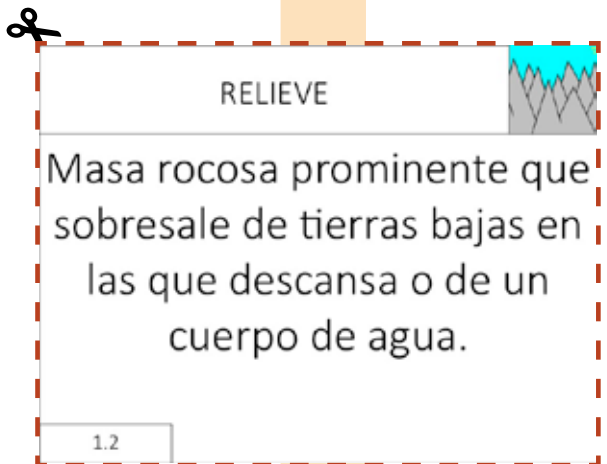 RELIEVE
Masa rocosa prominente que
sobresale de tierras bajas en
las que descansa o de un
cuerpo de agua.
1.2